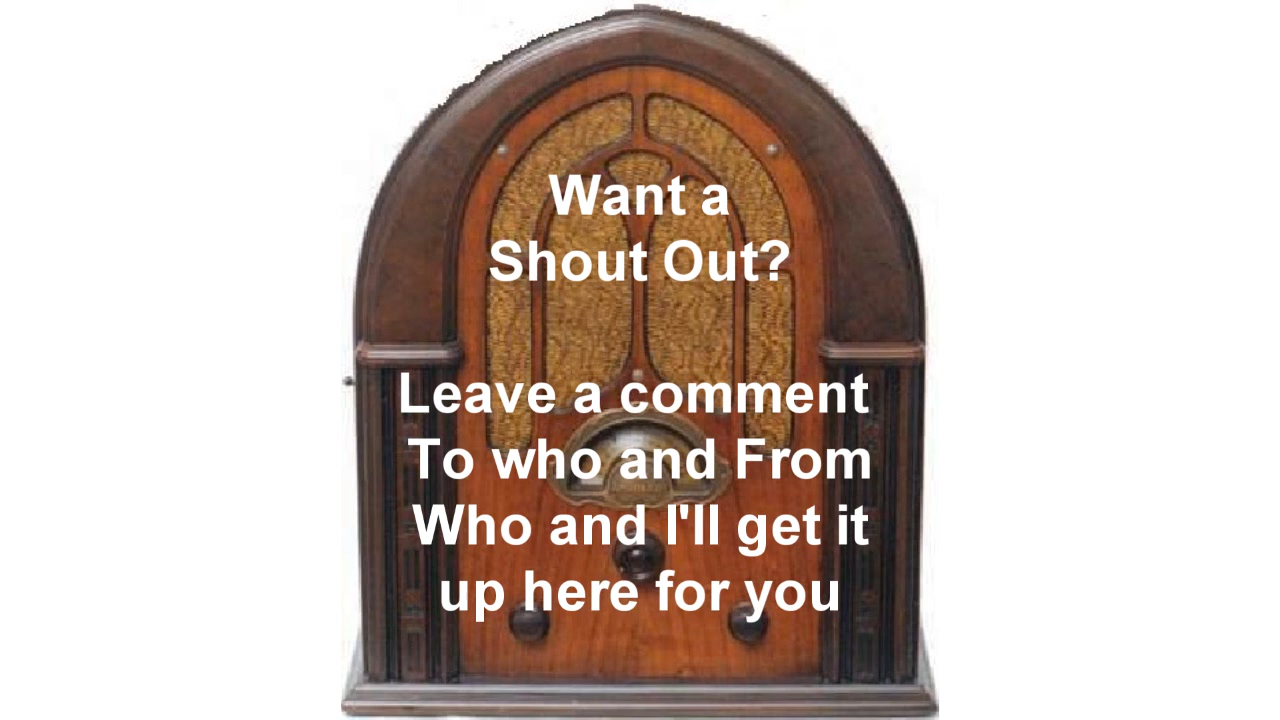 Want a
Shout Out?
Leave a comment
To who and From
Who and I'll get it
up here for you